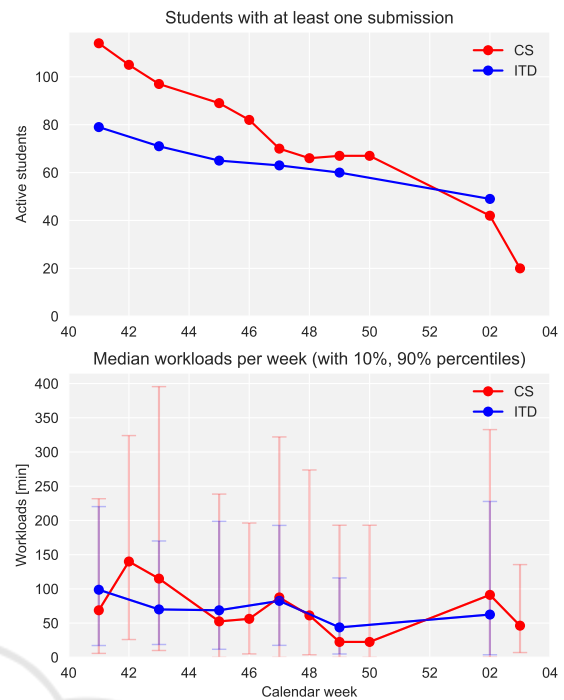 Students with at least one submission
CS
ITD
Active students
100
80
60
40
20
0
40 42 44 46 48 50 52 02 04
Median workloads per week (with 10%, 90% percentiles)
CS
ITD
Workloads [min]
400
350
300
250
200
150
100
50
0
40 42 44 46 48 50 52 02 04
Calendar week